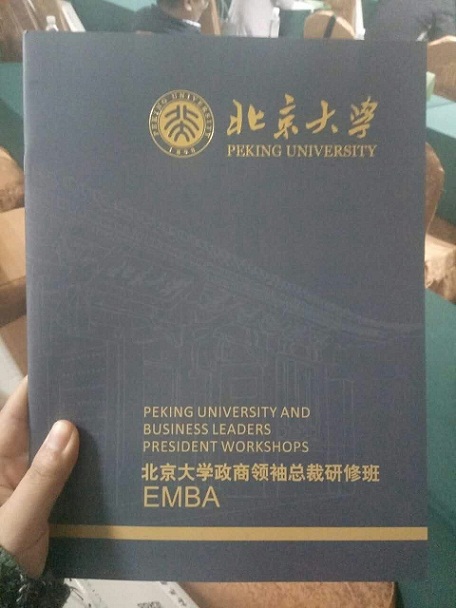 PEKING UNIVERSITY
1898
北京大学
PEKING UNIVERSITY
PEKING UNIVERSITY AND
BUSINESS LEADERS
PRESIDENT WORKSHOPS
北京大学政商领袖总裁研修班
EMBA